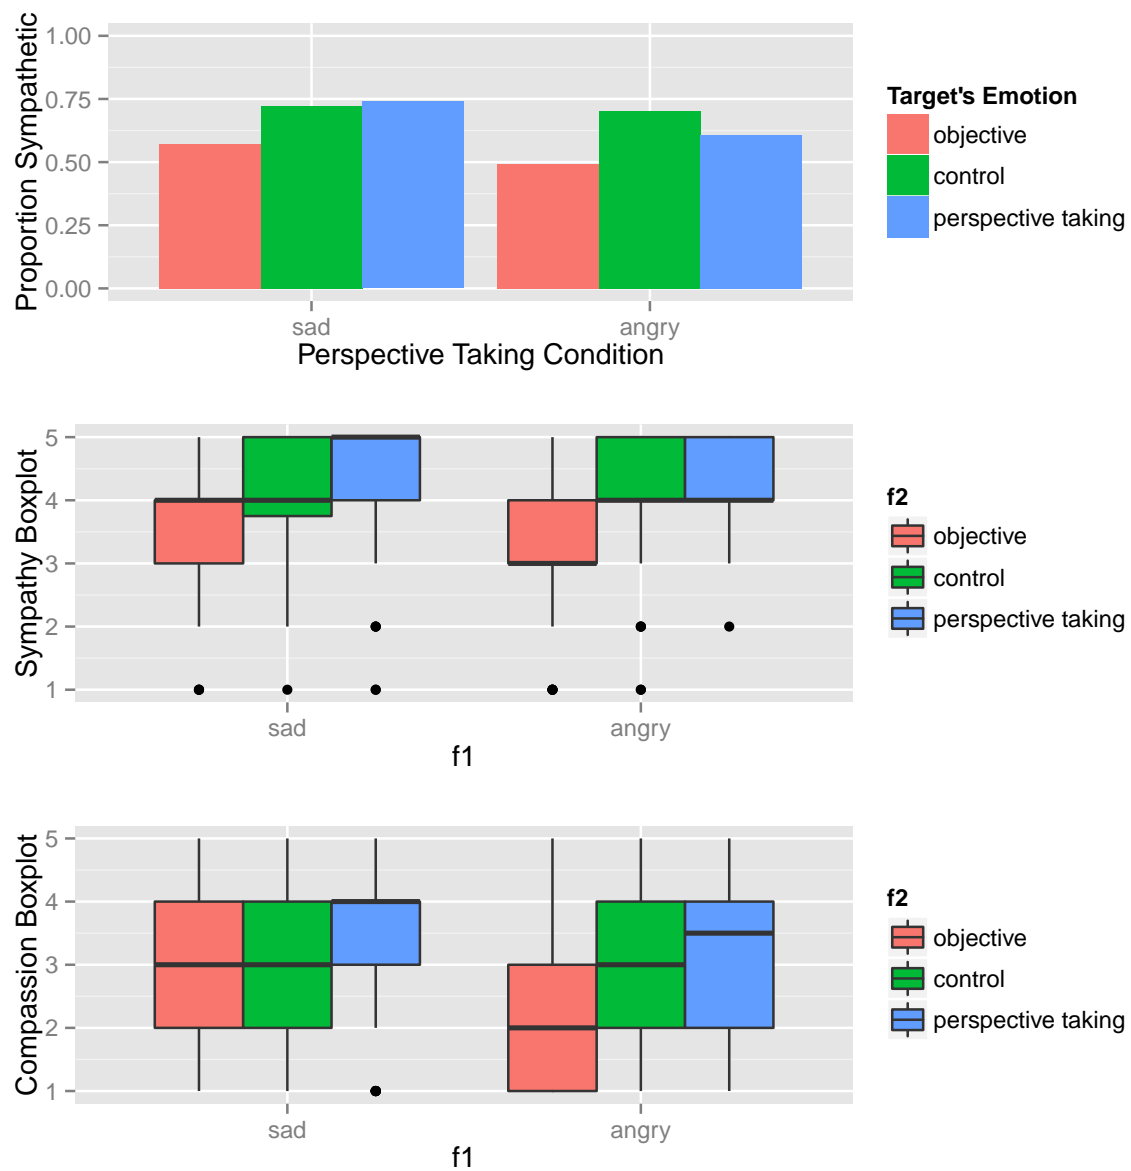 Proportion Sympathetic
1.00
0.75
0.50
0.25
0.00
sad
angry
Perspective Taking Condition
Target's Emotion
objective
control
perspective taking
Sympathy Boxplot
5
4
3
2
1
sad
angry
f1
f2
objective
control
perspective taking
Compassion Boxplot
5
4
3
2
1
sad
angry
f1
f2
objective
control
perspective taking